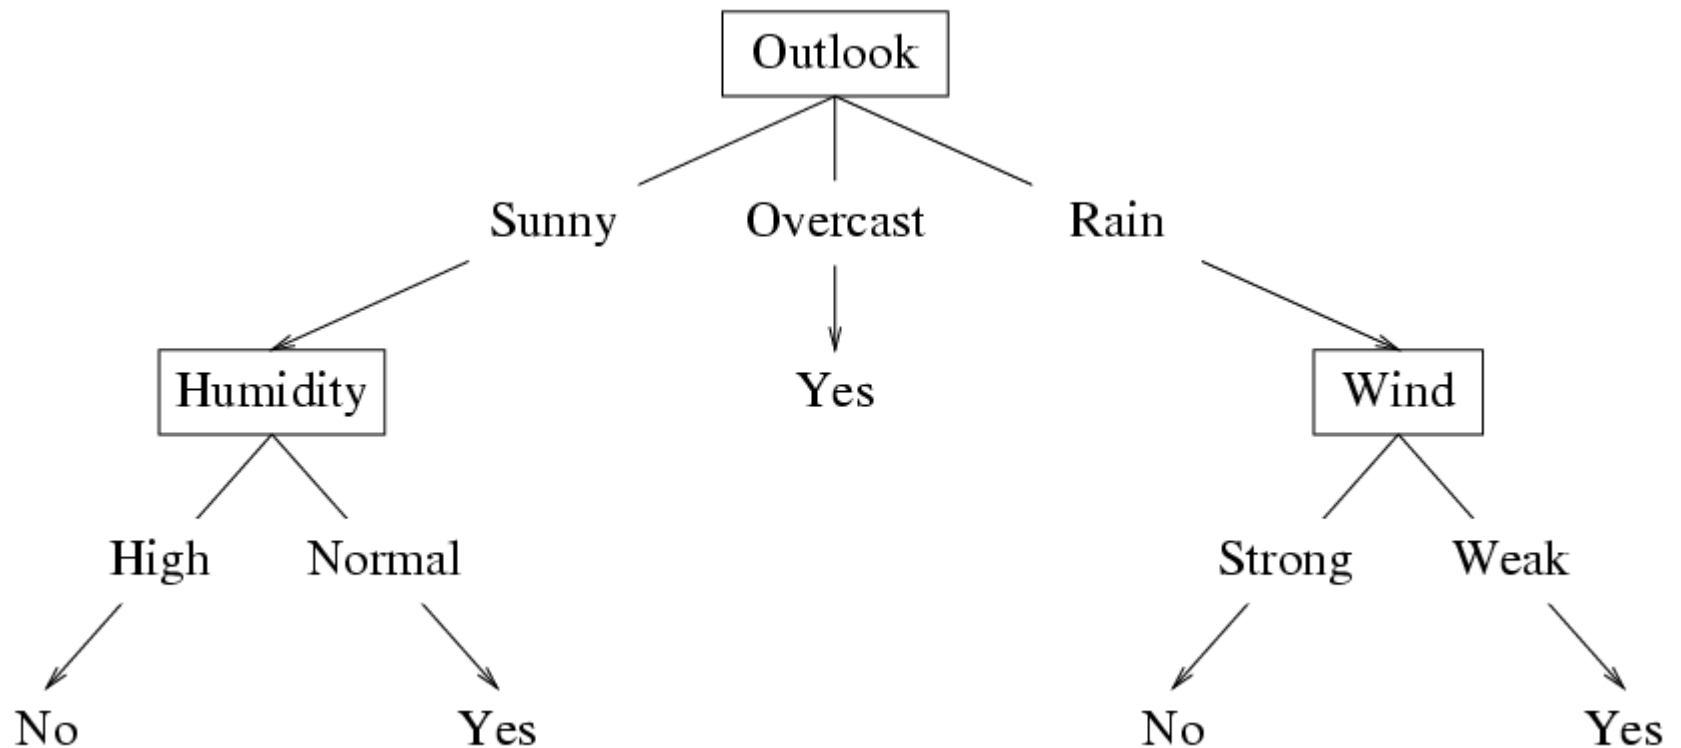 Outlook
Sunny Overcast Rain
Humidity Yes Wind
High Normal Strong Weak
No Yes No Yes